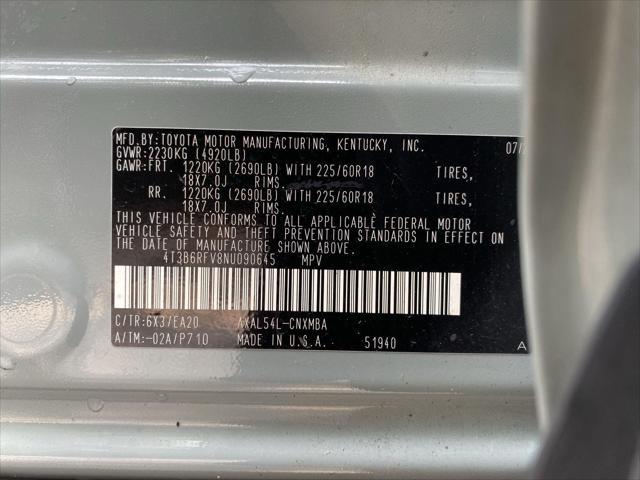 MFD.BY:TOYOTA MOTOR MANUFACTURING, KENTUCKY, INC. 07/
GVWR:2230KG (4920LB)
GAWR:FRT. 1220KG (2690LB) WITH 225/60R18 TIRES,
18X7.0J RIMS.
RR. 1220KG (2690LB) WITH 225/60R18 TIRES,
18X7.0J RIMS.
THIS VEHICLE CONFORMS TO ALL APPLICABLE FEDERAL MOTOR
VEHICLE SAFETY AND THEFT PREVENTION STANDARDS IN EFFECT ON
THE DATE OF MANUFACTURE SHOWN ABOVE.
4T3B6RFV8NU090645 MPV
C/TR:6X3/EA20 AXAL54L-CNXMBA
A/TM:-02A/P710 MADE IN U.S.A. 51940 A